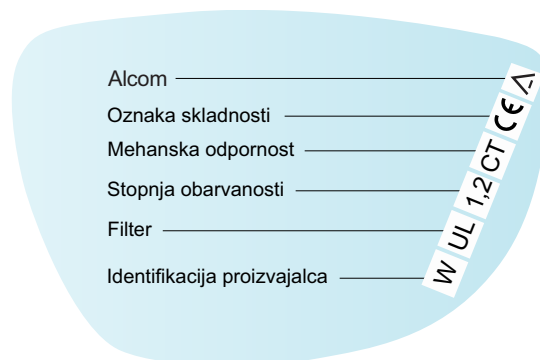 Alcom
Oznaka skladnosti
Mehanska odpornost
Stopnja obarvanosti
Filter
Identifikacija proizvajalca
W UL 1,2 CT CE